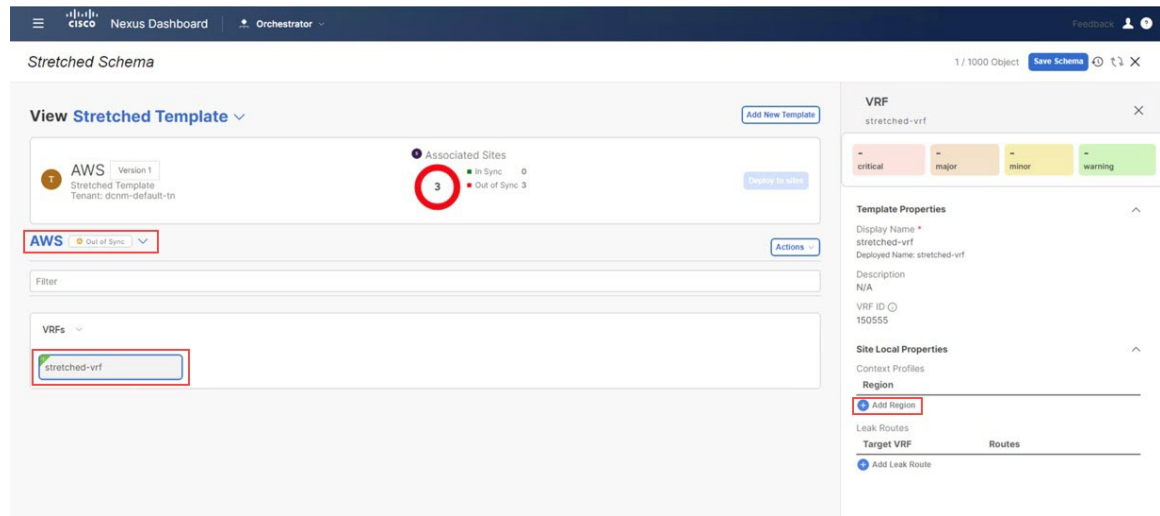 cisco Nexus Dashboard Orchestrator Feedback
Stretched Schema 1 / 1000 Object Save Schema
View Stretched Template Add New Template
AWS Version 1
Stretched Template
Tenant: dcnm-default-tn
T
Associated Sites
3
In Sync 0
Out of Sync 3
Deploy to sites
AWS Out of Sync
Actions
Filter
VRFs
stretched-vrf
VRF
stretched-vrf
- - - -
critical major minor warning
Template Properties
Display Name *
stretched-vrf
Deployed Name: stretched-vrf
Description
N/A
VRF ID
150555
Site Local Properties
Context Profiles
Region
Add Region
Leak Routes
Target VRF Routes
Add Leak Route